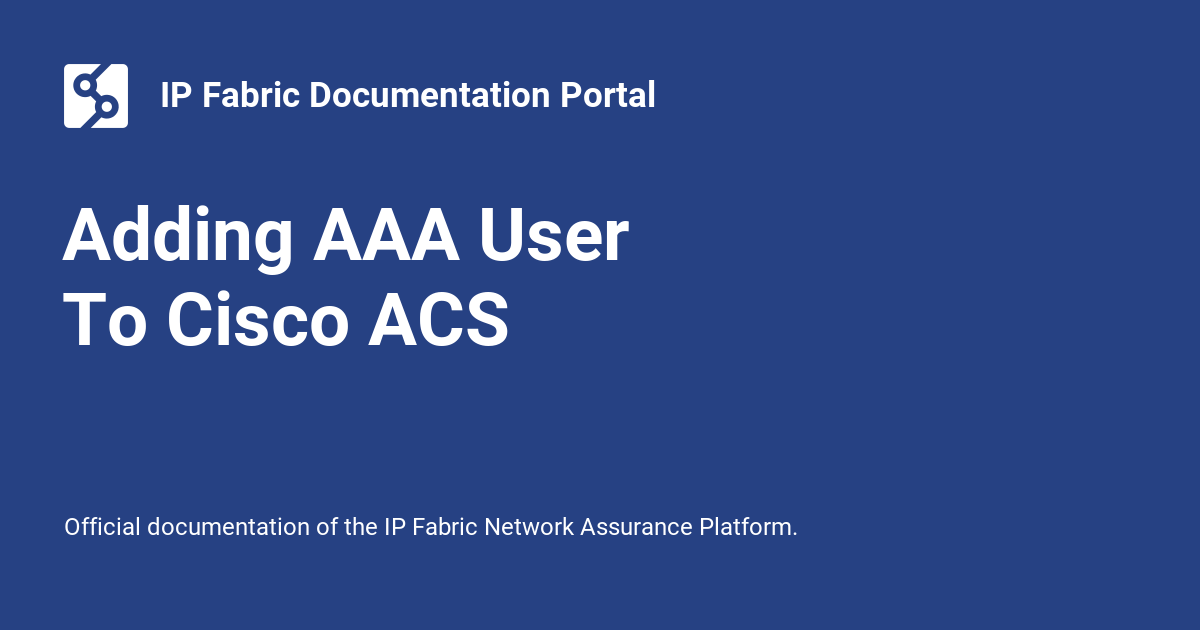 IP Fabric Documentation Portal
Adding AAA User
To Cisco ACS
Official documentation of the IP Fabric Network Assurance Platform.